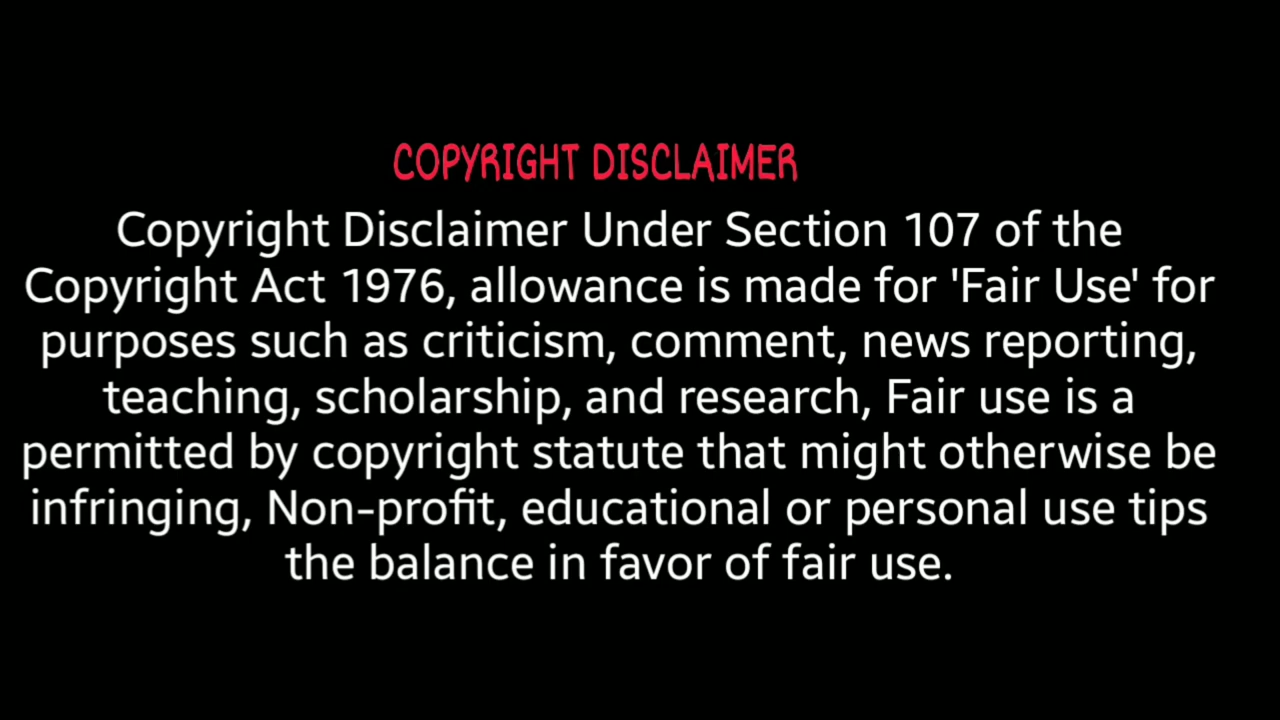 COPYRIGHT DISCLAIMER
Copyright Disclaimer Under Section 107 of the
Copyright Act 1976, allowance is made for 'Fair Use' for
purposes such as criticism, comment, news reporting,
teaching, scholarship, and research, Fair use is a
permitted by copyright statute that might otherwise be
infringing, Non-profit, educational or personal use tips
the balance in favor of fair use.